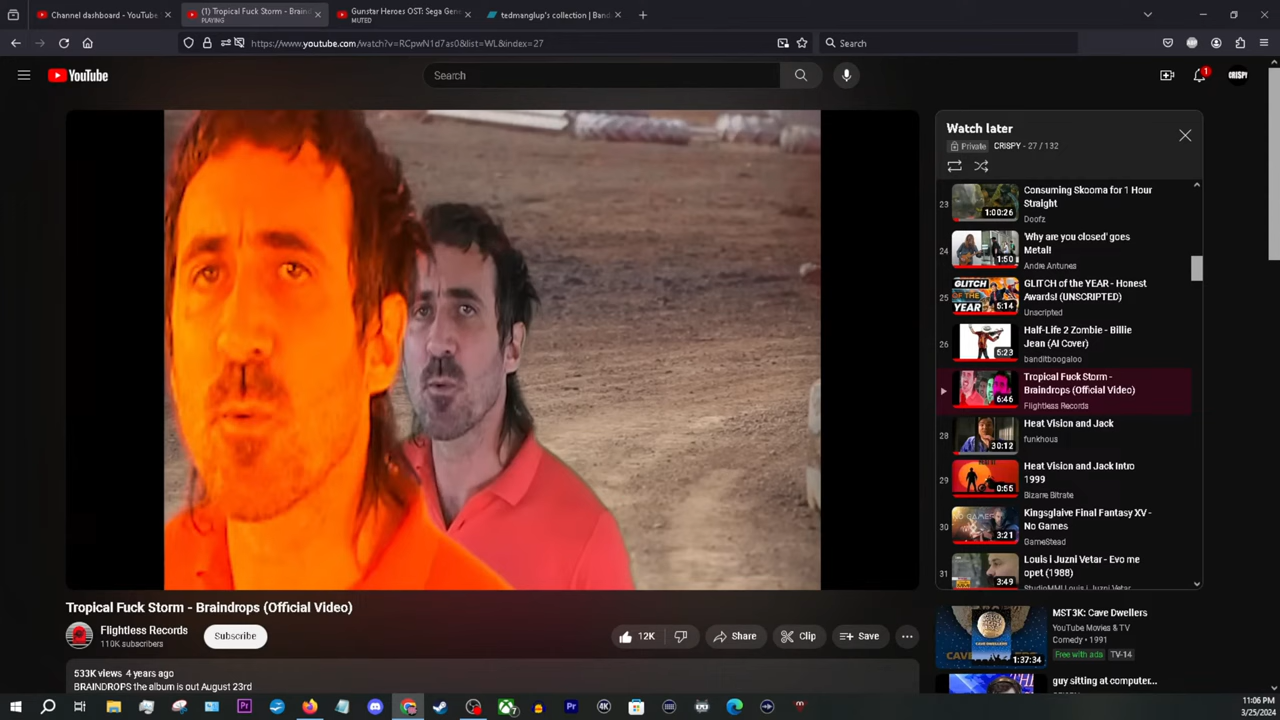 Channel dashboard - YouTube
(1) Tropical Fuck Storm - Braind
PLAYING
Gunstar Heroes OST: Sega Gen
MUTED
tedmanglup's collection | Band
https://www.youtube.com/watch?v=RCpwN1d7as0&list=WL&index=27
Search
YouTube
Search
1
CRISPY
Watch later
Private CRISPY - 27 / 132
23
Consuming Skooma for 1 Hour
Straight
1:00:26
Doofz
24
'Why are you closed' goes
Metal!
1:50
Andre Antunes
25
GLITCH OF THE YEAR
GLITCH of the YEAR - Honest
Awards! (UNSCRIPTED)
5:14
Unscripted
26
Half-Life 2 Zombie - Billie
Jean (AI Cover)
5:23
banditboogaloo
Tropical Fuck Storm -
Braindrops (Official Video)
6:46
Flightless Records
28
Heat Vision and Jack
30:12
funkhous
29
Heat Vision and Jack Intro
1999
0:55
Bizarre Bitrate
30
Kingsglaive Final Fantasy XV -
No Games
3:21
GameStead
31
Louis i Juzni Vetar - Evo me
opet (1988)
3:49
StudioMMI Louis i Juzni Vetar
Tropical Fuck Storm - Braindrops (Official Video)
Flightless Records
110K subscribers
Subscribe
12K
Share
Clip
Save
533K views 4 years ago
BRAINDROPS the album is out August 23rd
MST3K: Cave Dwellers
YouTube Movies & TV
Comedy • 1991
Free with ads TV-14
1:37:34
guy sitting at computer...
11:06 PM
3/25/2024